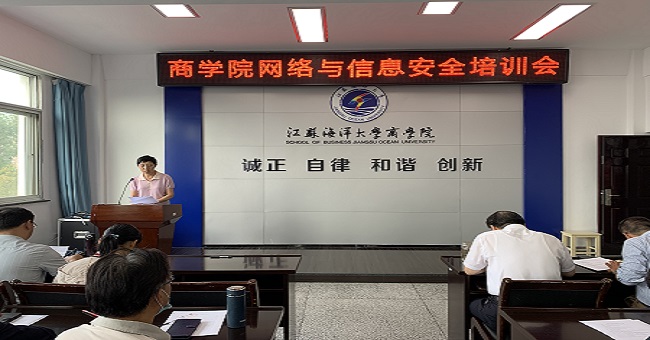 商学院网络与信息安全培训会
江苏海洋大学商学院
SCHOOL OF BUSINESS JIANGSU OCEAN UNIVERSITY
诚正 自律 和谐 创新